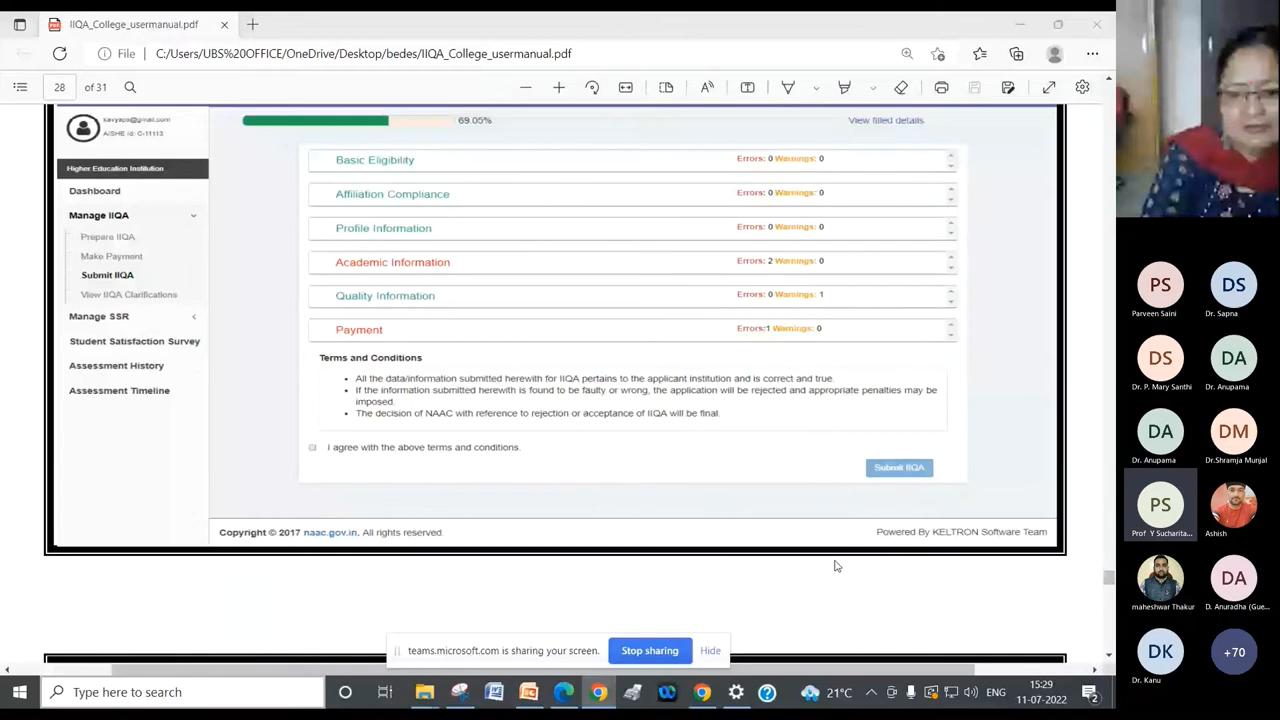 IIQA_College_usermanual.pdf
File
C:/Users/UBS%20OFFICE/OneDrive/Desktop/bedes/IIQA_College_usermanual.pdf
28 of 31
kavyaps@gmail.com
AISHE Id: C-11113
69.05%
View filled details
Higher Education Institution
Dashboard
Manage IIQA
Prepare IIQA
Make Payment
Submit IIQA
View IIQA Clarifications
Manage SSR
Student Satisfaction Survey
Assessment History
Assessment Timeline
Basic Eligibility Errors: 0 Warnings: 0
Affiliation Compliance Errors: 0 Warnings: 0
Profile Information Errors: 0 Warnings: 0
Academic Information Errors: 2 Warnings: 0
Quality Information Errors: 0 Warnings: 1
Payment Errors:1 Warnings: 0
Terms and Conditions
All the data/information submitted herewith for IIQA pertains to the applicant institution and is correct and true.
If the information submitted herewith is found to be faulty or wrong, the application will be rejected and appropriate penalties may be
imposed.
The decision of NAAC with reference to rejection or acceptance of IIQA will be final.
I agree with the above terms and conditions.
Submit IIQA
Copyright © 2017 naac.gov.in. All rights reserved.
Powered By KELTRON Software Team
teams.microsoft.com is sharing your screen.
Stop sharing
Hide
Type here to search
21°C
ENG
15:29
11-07-2022
2
PS
Parveen Saini
DS
Dr. Sapna
DS
Dr. P. Mary Santhi
DA
Dr. Anupama
DA
Dr. Anupama
DM
Dr.Shramja Munjal
PS
Prof Y Sucharita...
Ashish
maheshwar Thakur
DA
D. Anuradha (Gue...
DK
Dr. Kanu
+70